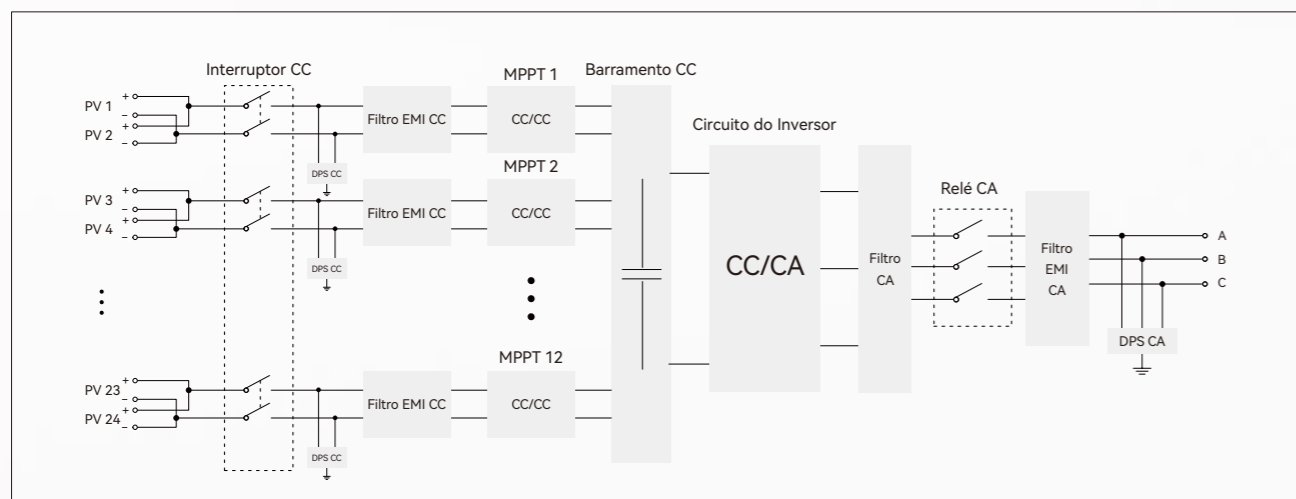 Interruptor CC
MPPT 1
Barramento CC
PV 1
+
−
PV 2
+
−
Filtro EMI CC
CC/CC
DPS CC
Circuito do Inversor
MPPT 2
PV 3
+
−
PV 4
+
−
Filtro EMI CC
CC/CC
DPS CC
CC/CA
Filtro
CA
Relé CA
Filtro
EMI
CA
A
B
C
DPS CA
MPPT 12
PV 23
+
−
PV 24
+
−
Filtro EMI CC
CC/CC
DPS CC